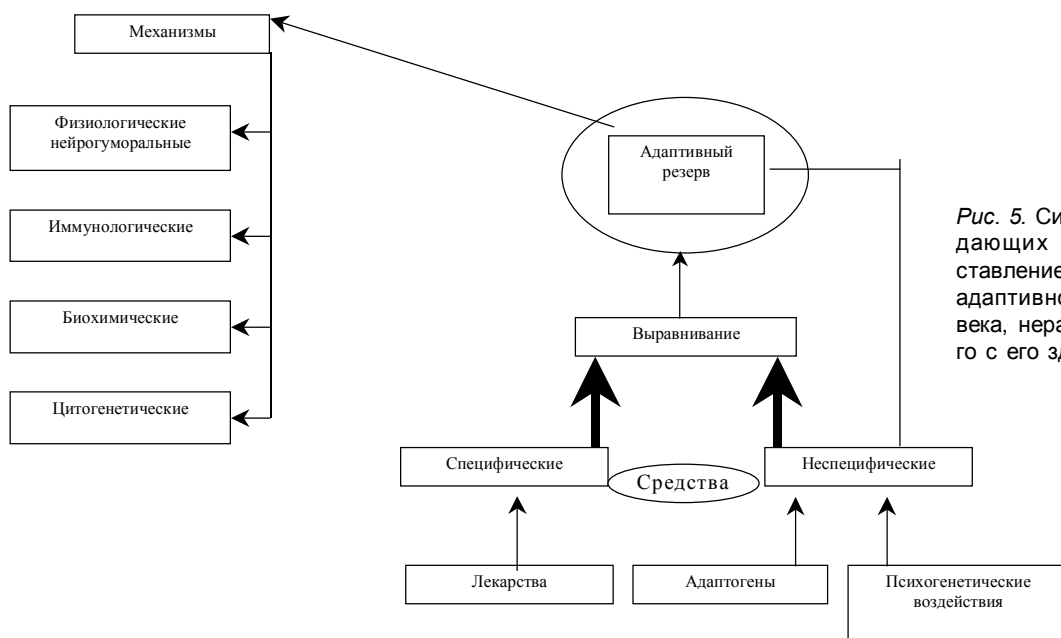 Механизмы
Физиологические
нейрогуморальные
Иммунологические
Биохимические
Цитогенетические
Адаптивный
резерв
Выравнивание
Специфические
Средства
Неспецифические
Лекарства
Адаптогены
Психогенетические
воздействия
Рис. 5. Си
дающих
ставление
адаптивно
века, нера
го с его зд